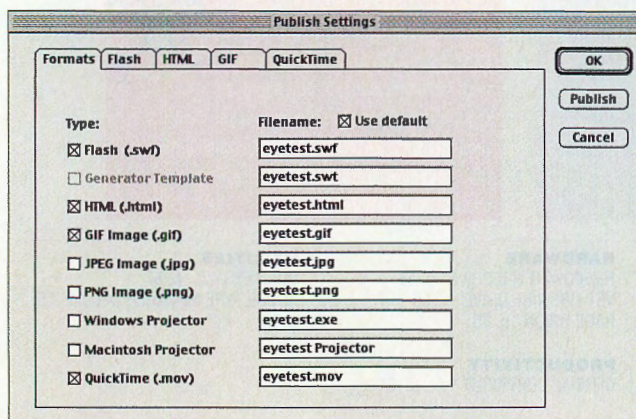 Publish Settings
Formats Flash HTML GIF QuickTime
OK
Publish
Cancel
Type: Filename: Use default
Flash (.swf) eyetest.swf
Generator Template eyetest.swt
HTML (.html) eyetest.html
GIF Image (.gif) eyetest.gif
JPEG Image (.jpg) eyetest.jpg
PNG Image (.png) eyetest.png
Windows Projector eyetest.exe
Macintosh Projector eyetest Projector
QuickTime (.mov) eyetest.mov
HARDWARE
PRODUCTIVITY